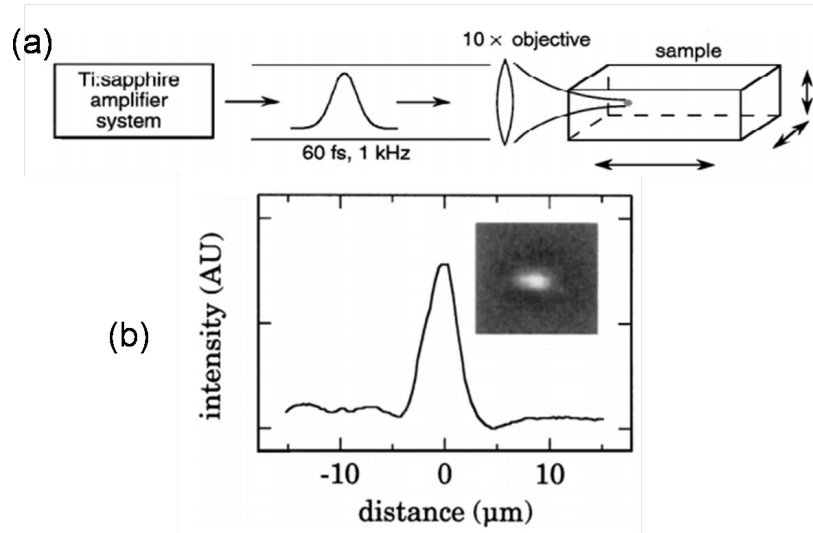 (a)
Ti:sapphire
amplifier
system
60 fs, 1 kHz
10 × objective
sample
(b)
intensity (AU)
-10 0 10
distance (µm)